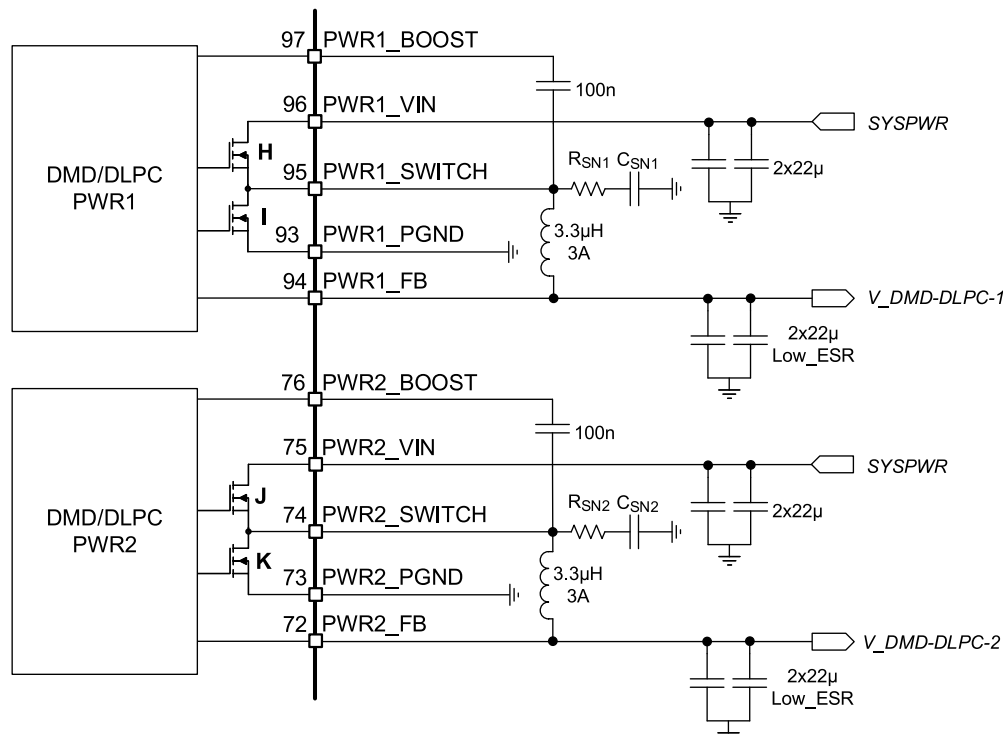 97 PWR1_BOOST
100n
96 PWR1_VIN
SYSPWR
H
RSN1 CSN1
2x22µ
DMD/DLPC
PWR1
95 PWR1_SWITCH
I
3.3µH
3A
93 PWR1_PGND
94 PWR1_FB
V_DMD-DLPC-1
2x22µ
Low_ESR
76 PWR2_BOOST
100n
75 PWR2_VIN
SYSPWR
J
RSN2 CSN2
2x22µ
DMD/DLPC
PWR2
74 PWR2_SWITCH
K
3.3µH
3A
73 PWR2_PGND
72 PWR2_FB
V_DMD-DLPC-2
2x22µ
Low_ESR